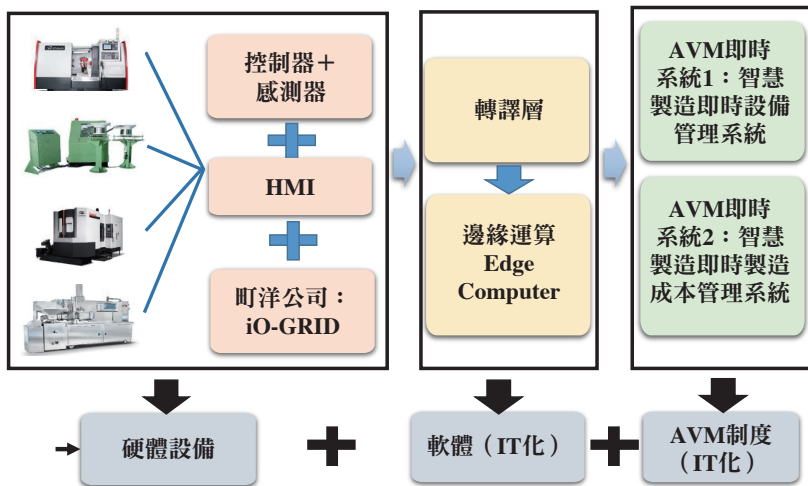 控制器＋
感測器
HMI
町洋公司：
iO-GRID
轉譯層
邊緣運算
Edge
Computer
AVM即時
系統1：智慧
製造即時設備
管理系統
AVM即時
系統2：智慧
製造即時製造
成本管理系統
硬體設備
軟體（IT化）
AVM制度
（IT化）